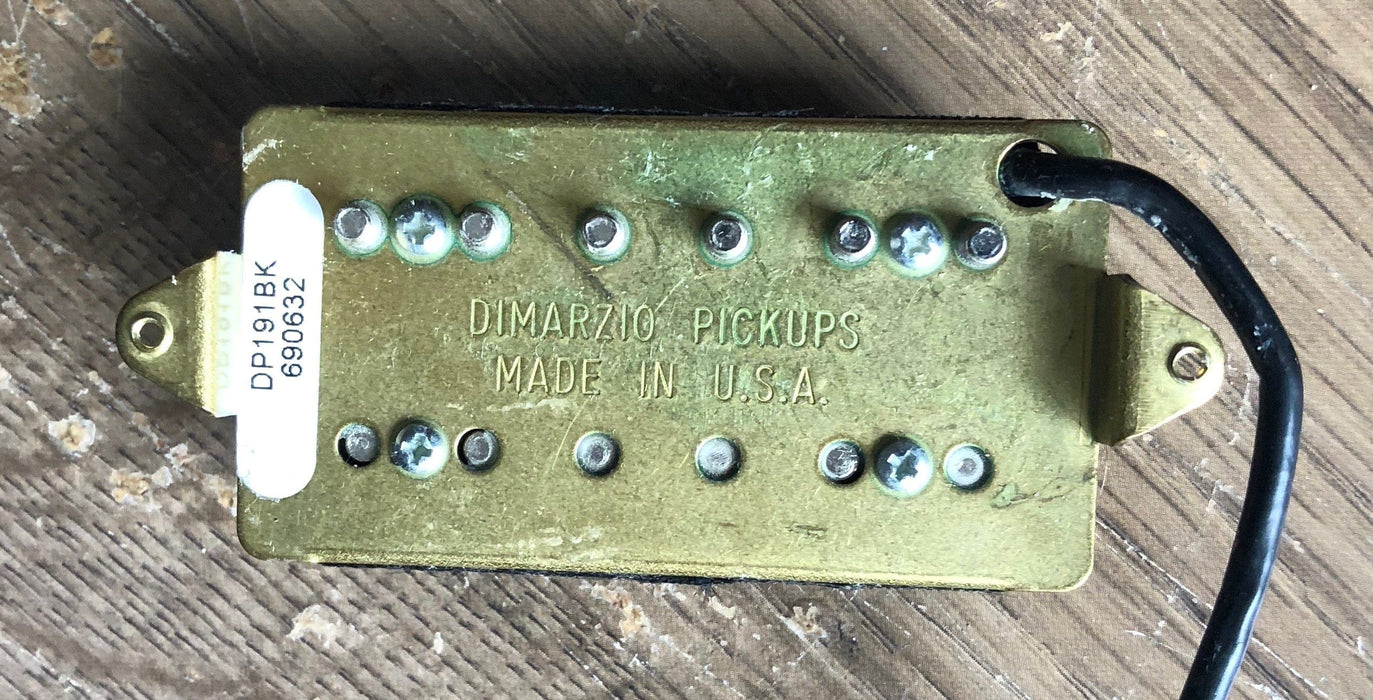 DP191BK
690632
DIMARZIO PICKUPS
MADE IN U.S.A.